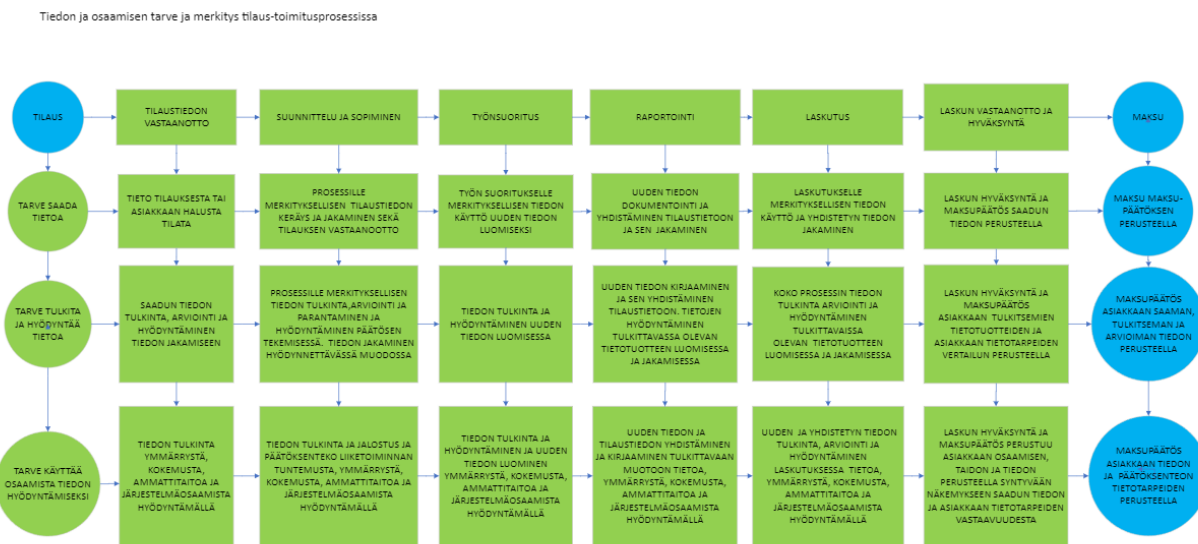 Tiedon ja osaamisen tarve ja merkitys tilaus-toimitusprosessissa
TILAUS
TILAUSTIEDON
VASTAANOTTO
SUUNNITTELU JA SOPIMINEN
TYÖNSUORITUS
RAPORTOINTI
LASKUTUS
LASKUN VASTAANOTTO JA
HYVÄKSYNTÄ
MAKSU
TARVE SAADA
TIETOA
TIETO TILAUKSESTA TAI
ASIAKKAAN HALUSTA
TILATA
PROSESSILLE
MERKITYKSELLISEN TILAUSTIEDON
KERÄYS JA JAKAMINEN SEKÄ
TILAUKSEN VASTAANOOTTO
TYÖN SUORITUKSELLE
MERKITYKSELLISEN TIEDON
KÄYTTÖ UUDEN TIEDON
LUOMISEKSI
UUDEN TIEDON
DOKUMENTOINTI JA
YHDISTÄMINEN TILAUSTIETOON
JA SEN JAKAMINEN
LASKUTUKSELLE
MERKITYKSELLISEN TIEDON
KÄYTTÖ JA YHDISTETYN TIEDON
JAKAMINEN
LASKUN HYVÄKSYNTÄ JA
MAKSUPÄÄTÖS SAADUN
TIEDON PERUSTEELLA
MAKSU MAKSU-
PÄÄTÖKSEN
PERUSTEELLA
TARVE TULKITA
JA HYÖDYNTÄÄ
TIETOA
SAADUN TIEDON
TULKINTA, ARVIOINTI JA
HYÖDYNTÄMINEN
TIEDON JAKAMISEEN
PROSESSILLE MERKITYKSELLISEN
TIEDON TULKINTA,ARVIOINTI JA
PARANTAMINEN JA
HYÖDYNTÄMINEN PÄÄTÖSEN
TEKEMISESSÄ. TIEDON JAKAMINEN
HYÖDYNNETTÄVÄSSÄ MUODOSSA
TIEDON TULKINTA JA
HYÖDYNTÄMINEN UUDEN
TIEDON LUOMISESSA
UUDEN TIEDON KIRJAAMINEN
JA SEN YHDISTÄMINEN
TILAUSTIETOON. TIETOJEN
HYÖDYNTÄMINEN
TULKITTAVASSA OLEVAN
TIETOTUOTTEEN LUOMISESSA
JA JAKAMISESSA
KOKO PROSESSIN TIEDON
TULKINTA ARVIOINTI JA
HYÖDYNTÄMINEN
TULKITTAVAISSA
OLEVAN TIETOTUOTTEEN
LUOMISESSA JA JAKAMISESSA
LASKUN HYVÄKSYNTÄ JA
MAKSUPÄÄTÖS
ASIAKKAAN TULKITSEMIEN
TIETOTUOTTEIDEN JA
ASIAKKAAN TIETOTARPEIDEN
VERTAILUN PERUSTEELLA
MAKSUPÄÄTÖS
ASIAKKAAN SAAMAN,
TULKITSEMAN JA
ARVIOIMAN TIEDON
PERUSTEELLA
TARVE KÄYTTÄÄ
OSAAMISTA TIEDON
HYÖDYNTÄMISEKSI
TIEDON TULKINTA
YMMÄRRYSTÄ,
KOKEMUSTA,
AMMATTITAITOA JA
JÄRJESTELMÄOSAAMISTA
HYÖDYNTÄMÄLLÄ
TIEDON TULKINTA JA JALOSTUS JA
PÄÄTÖKSENTEKO LIIKETOIMINNAN
TUNTEMUSTA, YMMÄRRYSTÄ,
KOKEMUSTA, AMMATTITAITOA JA
JÄRJESTELMÄOSAAMISTA
HYÖDYNTÄMÄLLÄ
TIEDON TULKINTA JA
HYÖDYNTÄMINEN JA UUDEN
TIEDON LUOMINEN
YMMÄRRYSTÄ, KOKEMUSTA,
AMMATTITAITOA JA
JÄRJESTELMÄOSAAMISTA
HYÖDYNTÄMÄLLÄ
UUDEN TIEDON JA
TILAUSTIEDON YHDISTÄMINEN
JA KIRJAAMINEN TULKITTAVAAN
MUOTOON TIETOA,
YMMÄRRYSTÄ, KOKEMUSTA,
AMMATTITAITOA JA
JÄRJESTELMÄOSAAMISTA
HYÖDYNTÄMÄLLÄ
UUDEN JA YHDISTETYN TIEDON
TULKINTA, ARVIOINTI JA
HYÖDYNTÄMINEN
LASKUTUKSESSA TIETOA,
YMMÄRRYSTÄ, KOKEMUSTA,
AMMATTITAITOA JA
JÄRJESTELMÄOSAAMISTA
HYÖDYNTÄMÄLLÄ
LASKUN HYVÄKSYNTÄ JA
MAKSUPÄÄTÖS PERUSTUU
ASIAKKAAN OSAAMISEN,
TAIDON JA TIEDON
PERUSTEELLA SYNTYVÄÄN
NÄKEMYKSEEN SAADUN TIEDON
JA ASIAKKAAN TIETOTARPEIDEN
VASTAAVUUDESTA
MAKSUPÄÄTÖS
ASIAKKAAN TIEDON
JA PÄÄTÖKSENTEON
TIETOTARPEIDEN
PERUSTEELLA